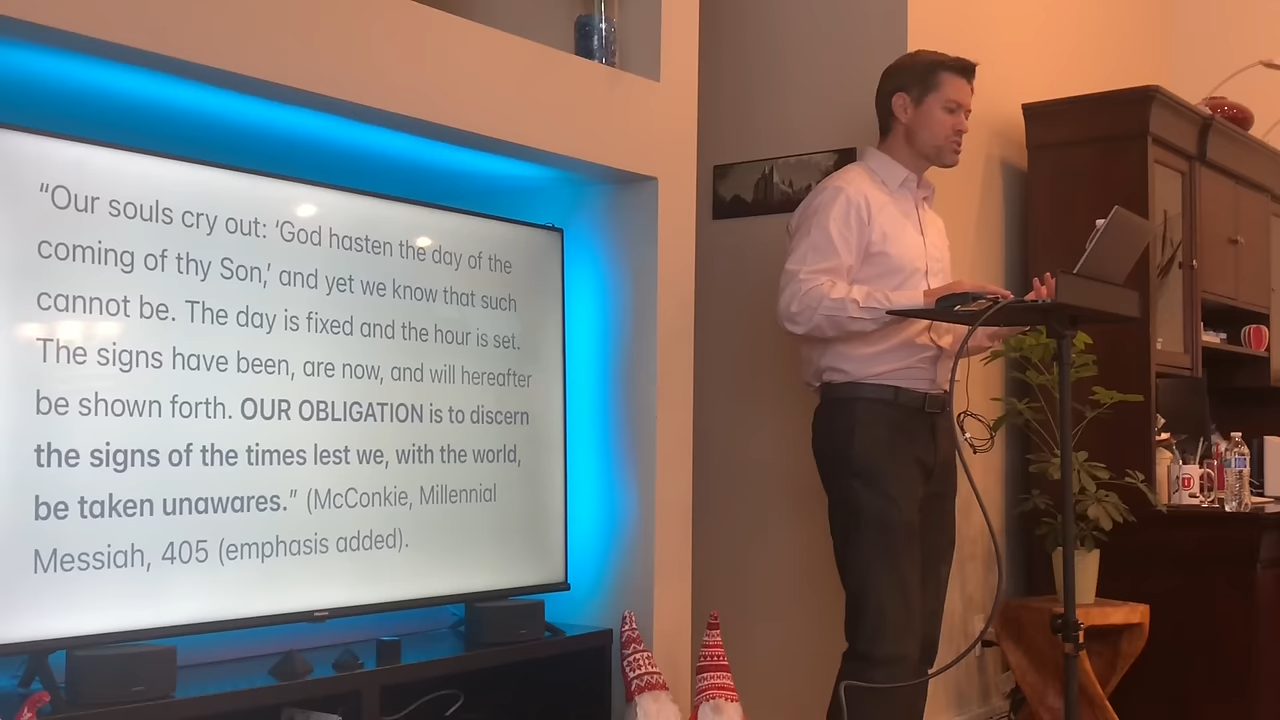 “Our souls cry out: ‘God hasten the day of the
coming of thy Son,’ and yet we know that such
cannot be. The day is fixed and the hour is set.
The signs have been, are now, and will hereafter
be shown forth. OUR OBLIGATION is to discern
the signs of the times lest we, with the world,
be taken unawares.” (McConkie, Millennial
Messiah, 405 (emphasis added).
Hisense
U